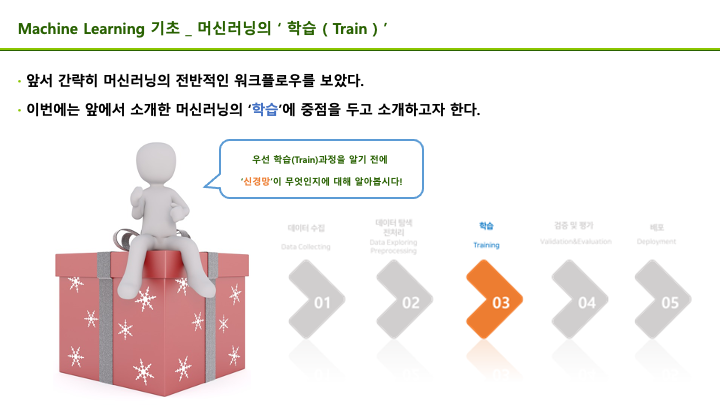 Machine Learning 기초 _ 머신러닝의 ‘ 학습 ( Train ) ’
· 앞서 간략히 머신러닝의 전반적인 워크플로우를 보았다.
· 이번에는 앞에서 소개한 머신러닝의 ‘학습’에 중점을 두고 소개하고자 한다.
우선 학습(Train)과정을 알기 전에
‘신경망’이 무엇인지에 대해 알아봅시다!
데이터 수집
Data Collecting
01
데이터 탐색
전처리
Data Exploring
Preprocessing
02
학습
Training
03
검증 및 평가
Validation&Evaluation
04
배포
Deployment
05